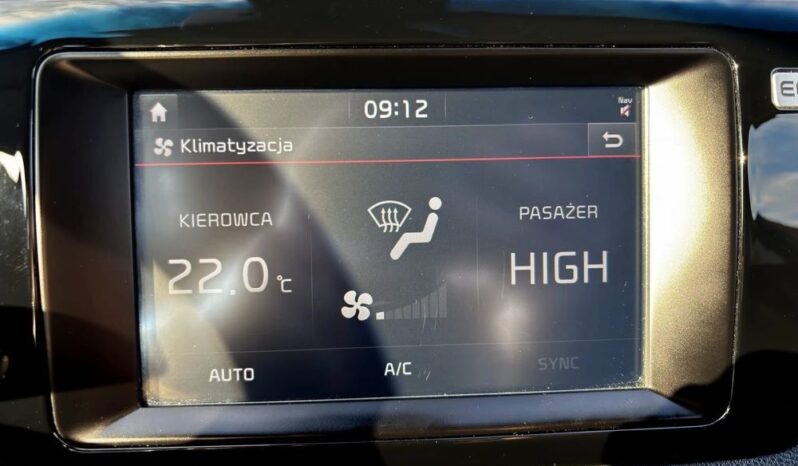 09:12
Nav
Klimatyzacja
KIEROWCA
PASAŻER
22.0 °C
HIGH
AUTO
A/C
SYNC